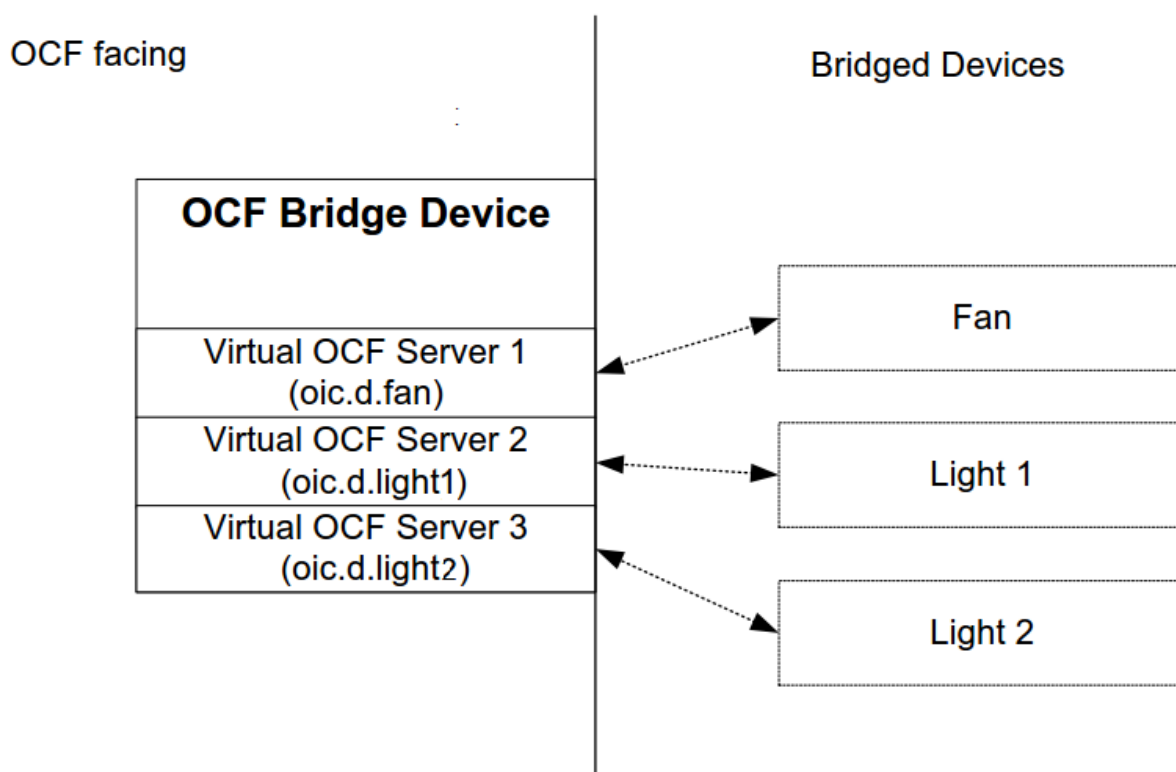 OCF facing
Bridged Devices
OCF Bridge Device
Virtual OCF Server 1
(oic.d.fan)
Virtual OCF Server 2
(oic.d.light1)
Virtual OCF Server 3
(oic.d.light2)
Fan
Light 1
Light 2